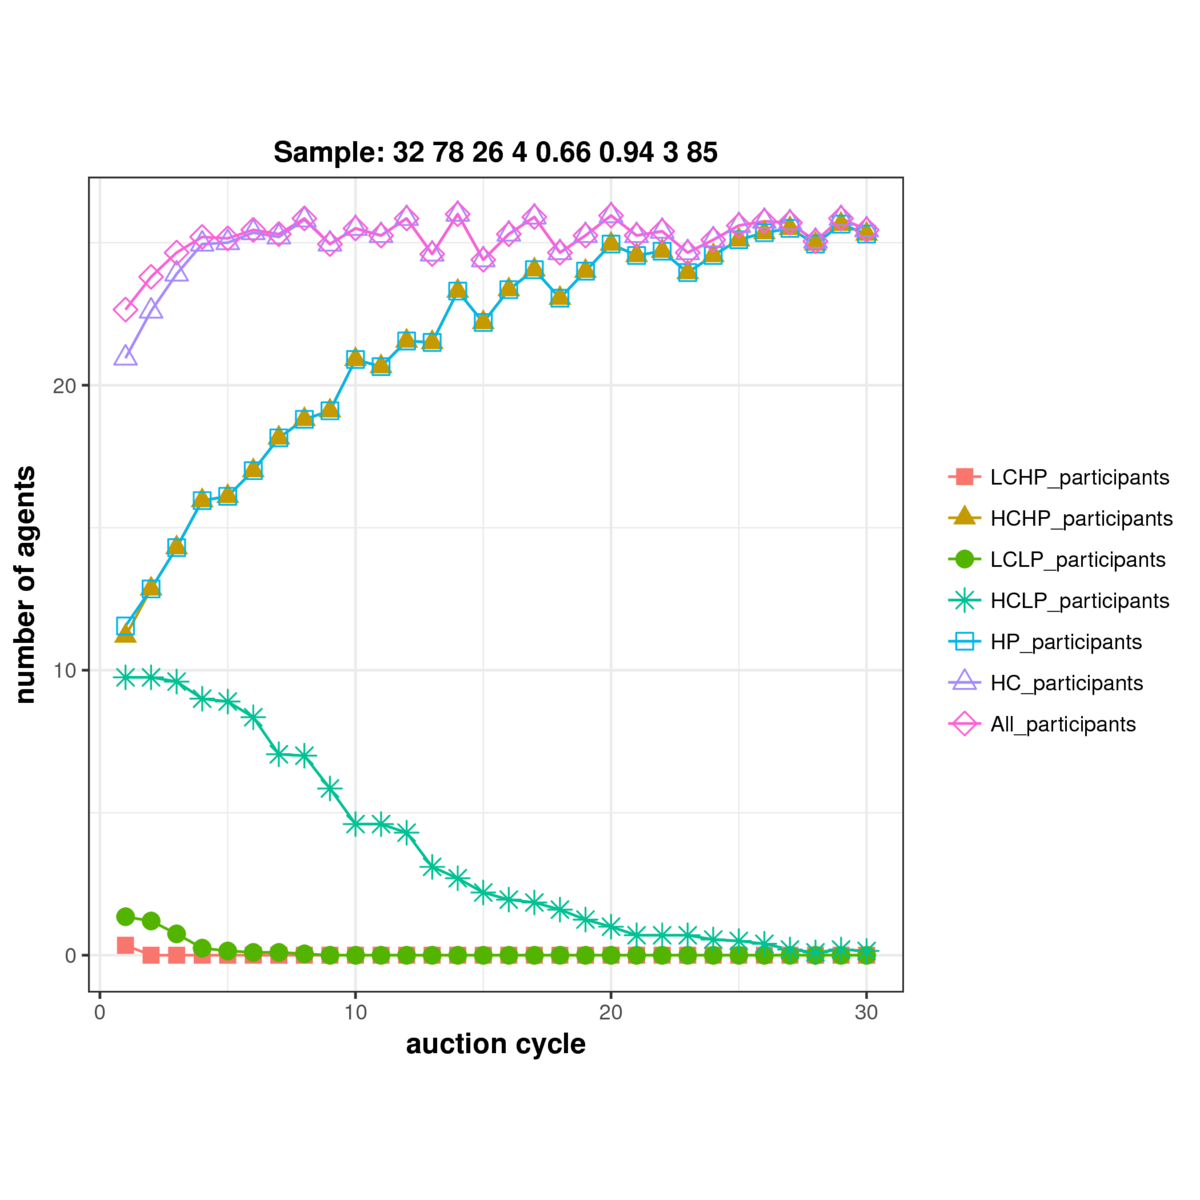 Sample: 32 78 26 4 0.66 0.94 3 85
number of agents
20
10
0
0 10 20 30
auction cycle
LCHP_participants
HCHP_participants
LCLP_participants
HCLP_participants
HP_participants
HC_participants
All_participants